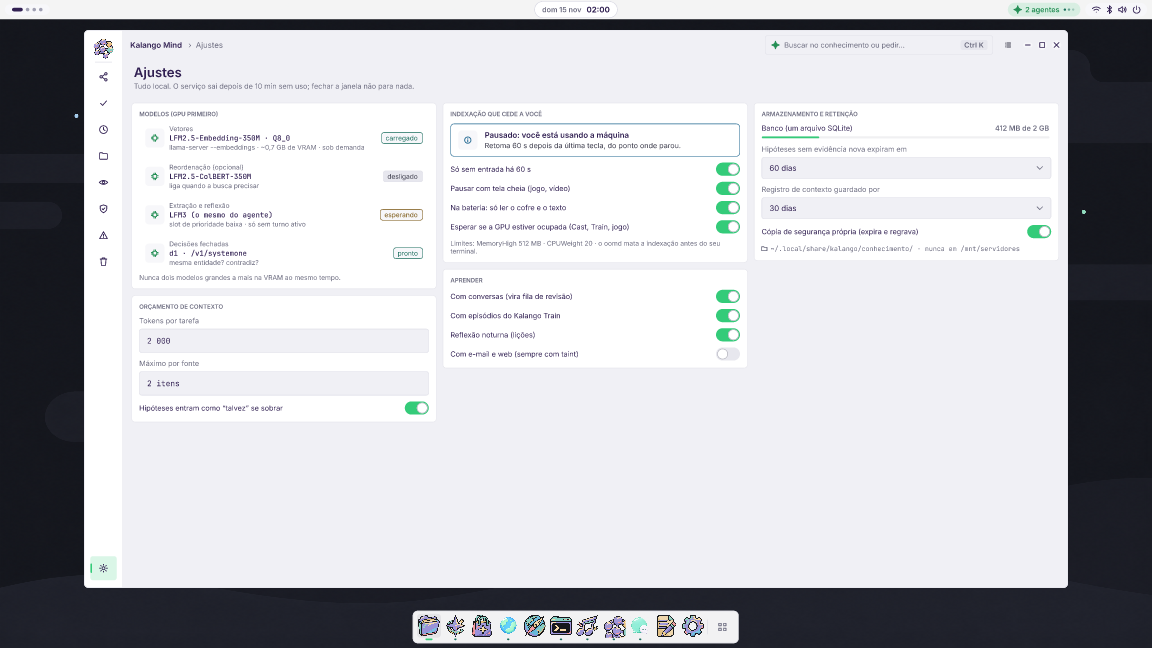 dom 15 nov 02:00
2 agentes
Kalango Mind › Ajustes
Buscar no conhecimento ou pedir... Ctrl K
Ajustes
Tudo local. O serviço sai depois de 10 min sem uso; fechar a janela não para nada.
MODELOS (GPU PRIMEIRO)
Vetores
LFM2.5-Embedding-350M · Q8_0
carregado
llama-server --embeddings · ~0,7 GB de VRAM · sob demanda
Reordenação (opcional)
LFM2.5-ColBERT-350M
desligado
liga quando a busca precisar
Extração e reflexão
LFM3 (o mesmo do agente)
esperando
slot de prioridade baixa · só sem turno ativo
Decisões fechadas
d1 · /v1/systemone
pronto
mesma entidade? contradiz?
Nunca dois modelos grandes a mais na VRAM ao mesmo tempo.
ORÇAMENTO DE CONTEXTO
Tokens por tarefa
2 000
Máximo por fonte
2 itens
Hipóteses entram como "talvez" se sobrar
INDEXAÇÃO QUE CEDE A VOCÊ
Pausado: você está usando a máquina
Retoma 60 s depois da última tecla, do ponto onde parou.
Só sem entrada há 60 s
Pausar com tela cheia (jogo, vídeo)
Na bateria: só ler o cofre e o texto
Esperar se a GPU estiver ocupada (Cast, Train, jogo)
Limites: MemoryHigh 512 MB · CPUWeight 20 · o oomd mata a indexação antes do seu
terminal.
APRENDER
Com conversas (vira fila de revisão)
Com episódios do Kalango Train
Reflexão noturna (lições)
Com e-mail e web (sempre com taint)
ARMAZENAMENTO E RETENÇÃO
Banco (um arquivo SQLite) 412 MB de 2 GB
Hipóteses sem evidência nova expiram em
60 dias
Registro de contexto guardado por
30 dias
Cópia de segurança própria (expira e regrava)
~/.local/share/kalango/conhecimento/ · nunca em /mnt/servidores